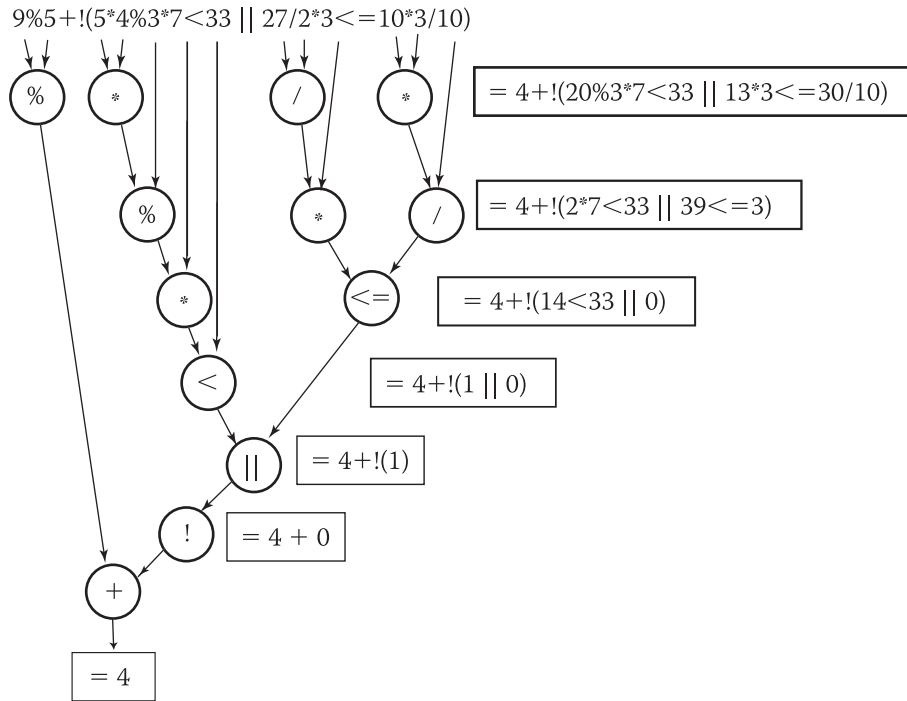 9%5+!(5*4%3*7<33 || 27/2*3<=10*3/10)
% * / *
= 4+!(20%3*7<33 || 13*3<=30/10)
% * /
= 4+!(2*7<33 || 39<=3)
* <=
= 4+!(14<33 || 0)
<
= 4+!(1 || 0)
||
= 4+!(1)
!
= 4 + 0
+
= 4